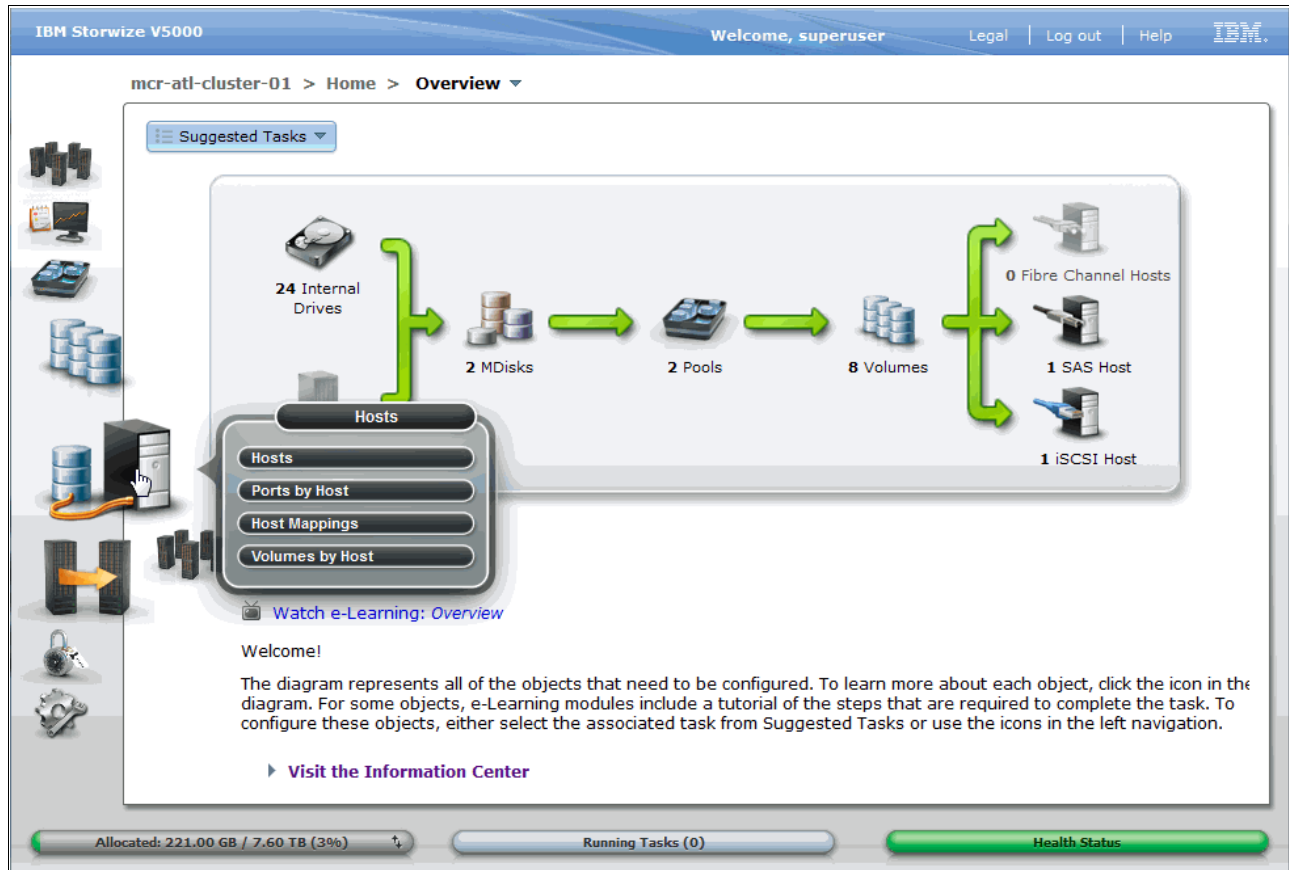 IBM Storwize V5000
Welcome, superuser
Legal | Log out | Help
IBM.
mcr-atl-cluster-01 > Home > Overview
Suggested Tasks
24 Internal
Drives
2 MDisks
2 Pools
8 Volumes
0 Fibre Channel Hosts
1 SAS Host
1 iSCSI Host
Hosts
Hosts
Ports by Host
Host Mappings
Volumes by Host
Watch e-Learning: Overview
Welcome!
The diagram represents all of the objects that need to be configured. To learn more about each object, click the icon in the
diagram. For some objects, e-Learning modules include a tutorial of the steps that are required to complete the task. To
configure these objects, either select the associated task from Suggested Tasks or use the icons in the left navigation.
Visit the Information Center
Allocated: 221.00 GB / 7.60 TB (3%)
Running Tasks (0)
Health Status